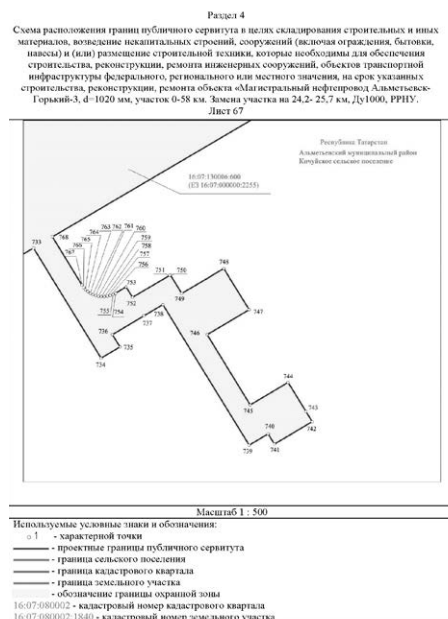 Раздел 4
Схема расположения границ публичного сервитута в целях складирования строительных и иных
материалов, возведение некапитальных строений, сооружений (включая ограждения, бытовки,
навесы) и (или) размещение строительной техники, которые необходимы для обеспечения
строительства, реконструкции, ремонта инженерных сооружений, объектов транспортной
инфраструктуры федерального, регионального или местного значения, на срок указанных
строительства, реконструкции, ремонта объекта «Магистральный нефтепровод Альметьевск-
Горький-3, d=1020 мм, участок 0-58 км. Замена участка на 24,2- 25,7 км, Ду1000, РРНУ.
Лист 67
Республика Татарстан
Альметьевский муниципальный район
Кичуйское сельское поселение
16:07:130006:600
(ЕЗ 16:07:000000:2255)
733
768
767
766
765
764
763 762 761 760
759
758
757
756
755 754
753
752
751 750
749
748
747
746
745
744
743
742
741
740
739
738
737
736
735
734
Масштаб 1 : 500
Используемые условные знаки и обозначения:
о 1 - характерной точки
- проектные границы публичного сервитута
- граница сельского поселения
- граница кадастрового квартала
- граница земельного участка
- обозначение границы охранной зоны
16:07:080002 - кадастровый номер кадастрового квартала
16:07:080002:1840 - кадастровый номер земельного участка